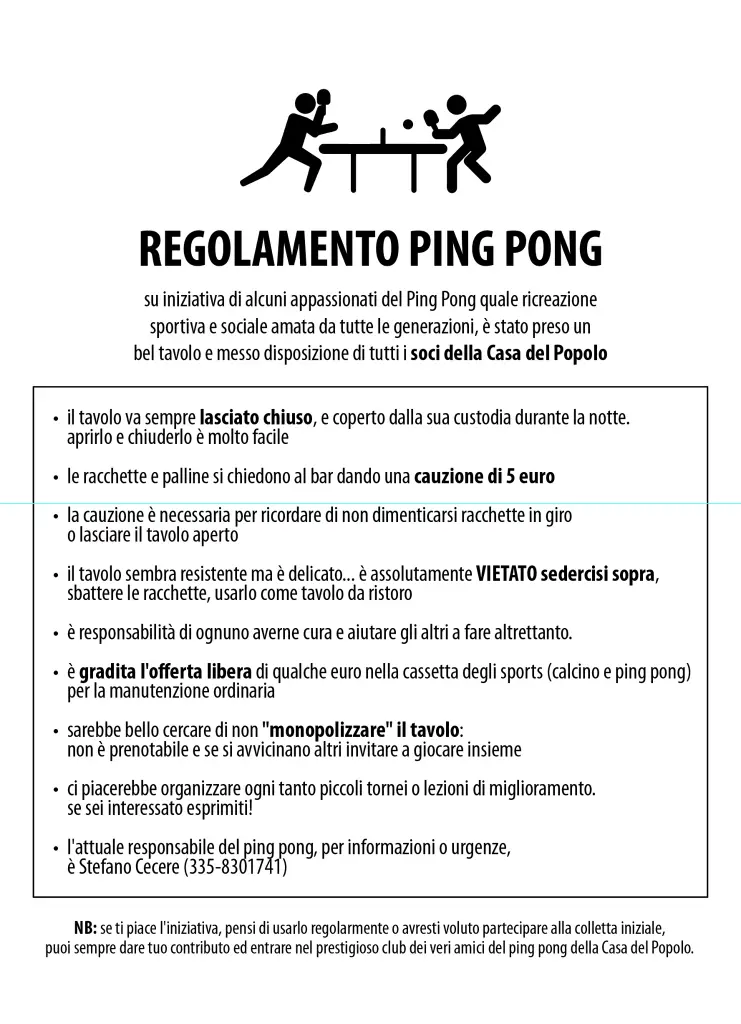 REGOLAMENTO PING PONG
su iniziativa di alcuni appassionati del Ping Pong quale ricreazione
sportiva e sociale amata da tutte le generazioni, è stato preso un
bel tavolo e messo disposizione di tutti i soci della Casa del Popolo
• il tavolo va sempre lasciato chiuso, e coperto dalla sua custodia durante la notte.
aprirlo e chiuderlo è molto facile
• le racchette e palline si chiedono al bar dando una cauzione di 5 euro
• la cauzione è necessaria per ricordare di non dimenticarsi racchette in giro
o lasciare il tavolo aperto
• il tavolo sembra resistente ma è delicato... è assolutamente VIETATO sedercisi sopra,
sbattere le racchette, usarlo come tavolo da ristoro
• è responsabilità di ognuno averne cura e aiutare gli altri a fare altrettanto.
• è gradita l'offerta libera di qualche euro nella cassetta degli sports (calcino e ping pong)
per la manutenzione ordinaria
• sarebbe bello cercare di non "monopolizzare" il tavolo:
non è prenotabile e se si avvicinano altri invitare a giocare insieme
• ci piacerebbe organizzare ogni tanto piccoli tornei o lezioni di miglioramento.
se sei interessato esprimiti!
• l'attuale responsabile del ping pong, per informazioni o urgenze,
è Stefano Cecere (335-8301741)
NB: se ti piace l'iniziativa, pensi di usarlo regolarmente o avresti voluto partecipare alla colletta iniziale,
puoi sempre dare tuo contributo ed entrare nel prestigioso club dei veri amici del ping pong della Casa del Popolo.